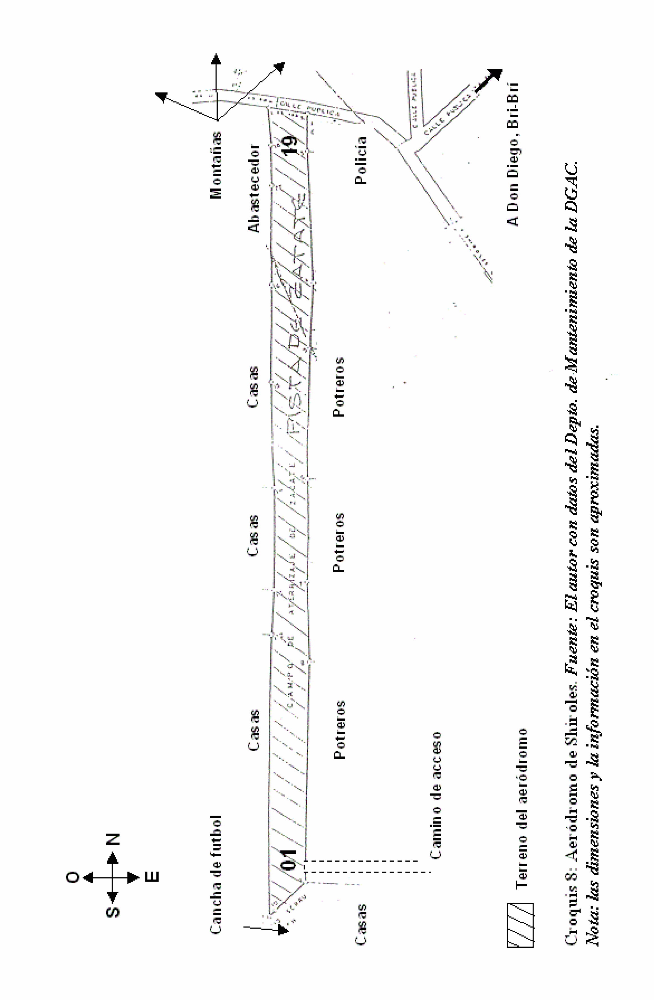 O
S N
E
Cancha de futbol
Montañas
Casas
Casas
Casas
Abastecedor
01
19
CAMPO DE ATERRIZAJE DE ZACATE
PISTA DE ZACATE
CALLE PUBLICA
Casas
Potreros
Potreros
Potreros
Policía
CALLE PUBLICA
CALLE PUBLICA
Camino de acceso
Terreno del aeródromo
A Don Diego, Bri-Brí
Croquis 8: Aeródromo de Shiroles. Fuente: El autor con datos del Depto. de Mantenimiento de la DGAC.
Nota: las dimensiones y la información en el croquis son aproximadas.